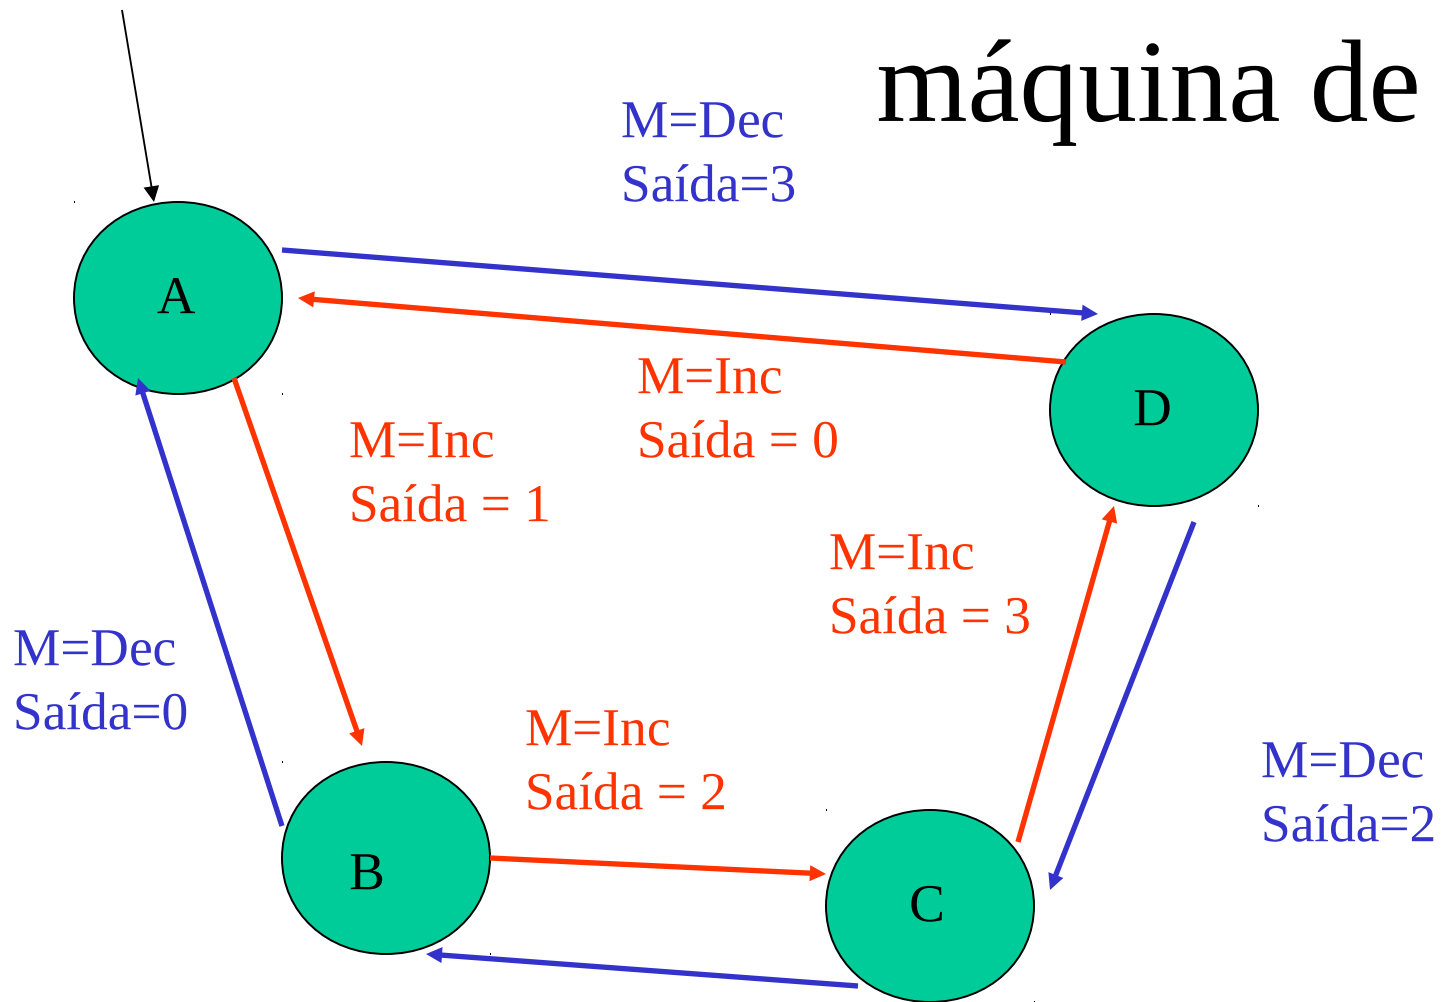 máquina de
M=Dec
Saída=3
A
M=Inc
Saída = 0
D
M=Inc
Saída = 1
M=Inc
Saída = 3
M=Dec
Saída=0
M=Inc
Saída = 2
M=Dec
Saída=2
B
C